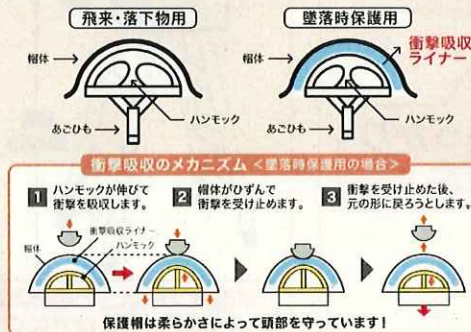 飛来・落下物用
帽体
ハンモック
あごひも
墜落時保護用
衝撃吸収
ライナー
帽体
ハンモック
あごひも
衝撃吸収のメカニズム <墜落時保護用の場合>
1 ハンモックが伸びて
衝撃を吸収します。
2 帽体がひずんで
衝撃を受け止めます。
3 衝撃を受け止めた後、
元の形に戻ろうとします。
衝撃吸収ライナー
ハンモック
帽体
保護帽は柔らかさによって頭部を守っています!